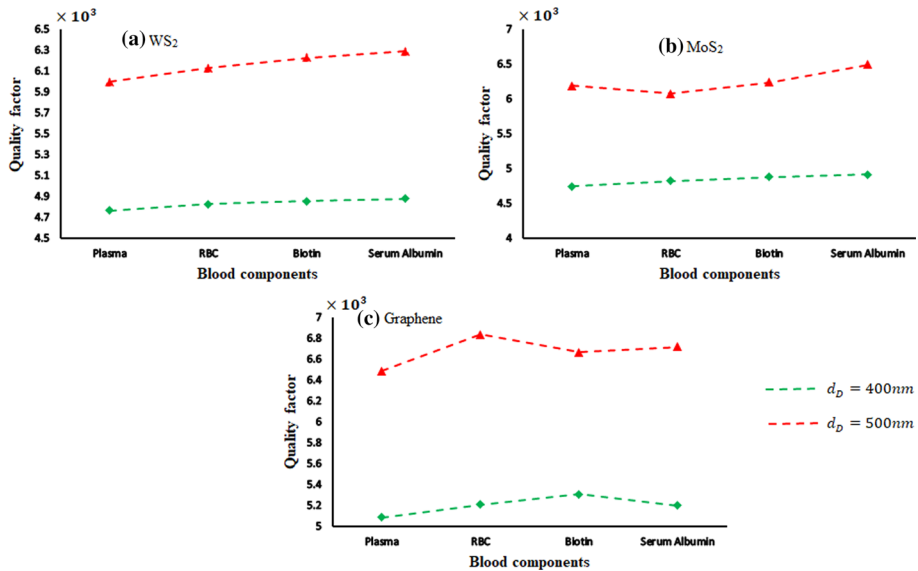 × 10³
(a) WS₂
Quality factor
6.5
6.3
6.1
5.9
5.7
5.5
5.3
5.1
4.9
4.7
4.5
Plasma RBC Biotin Serum Albumin
Blood components
× 10³
(b) MoS₂
Quality factor
7
6.5
6
5.5
5
4.5
4
Plasma RBC Biotin Serum Albumin
Blood components
× 10³
(c) Graphene
Quality factor
7
6.8
6.6
6.4
6.2
6
5.8
5.6
5.4
5.2
5
Plasma RBC Biotin Serum Albumin
Blood components
d_D = 400nm
d_D = 500nm